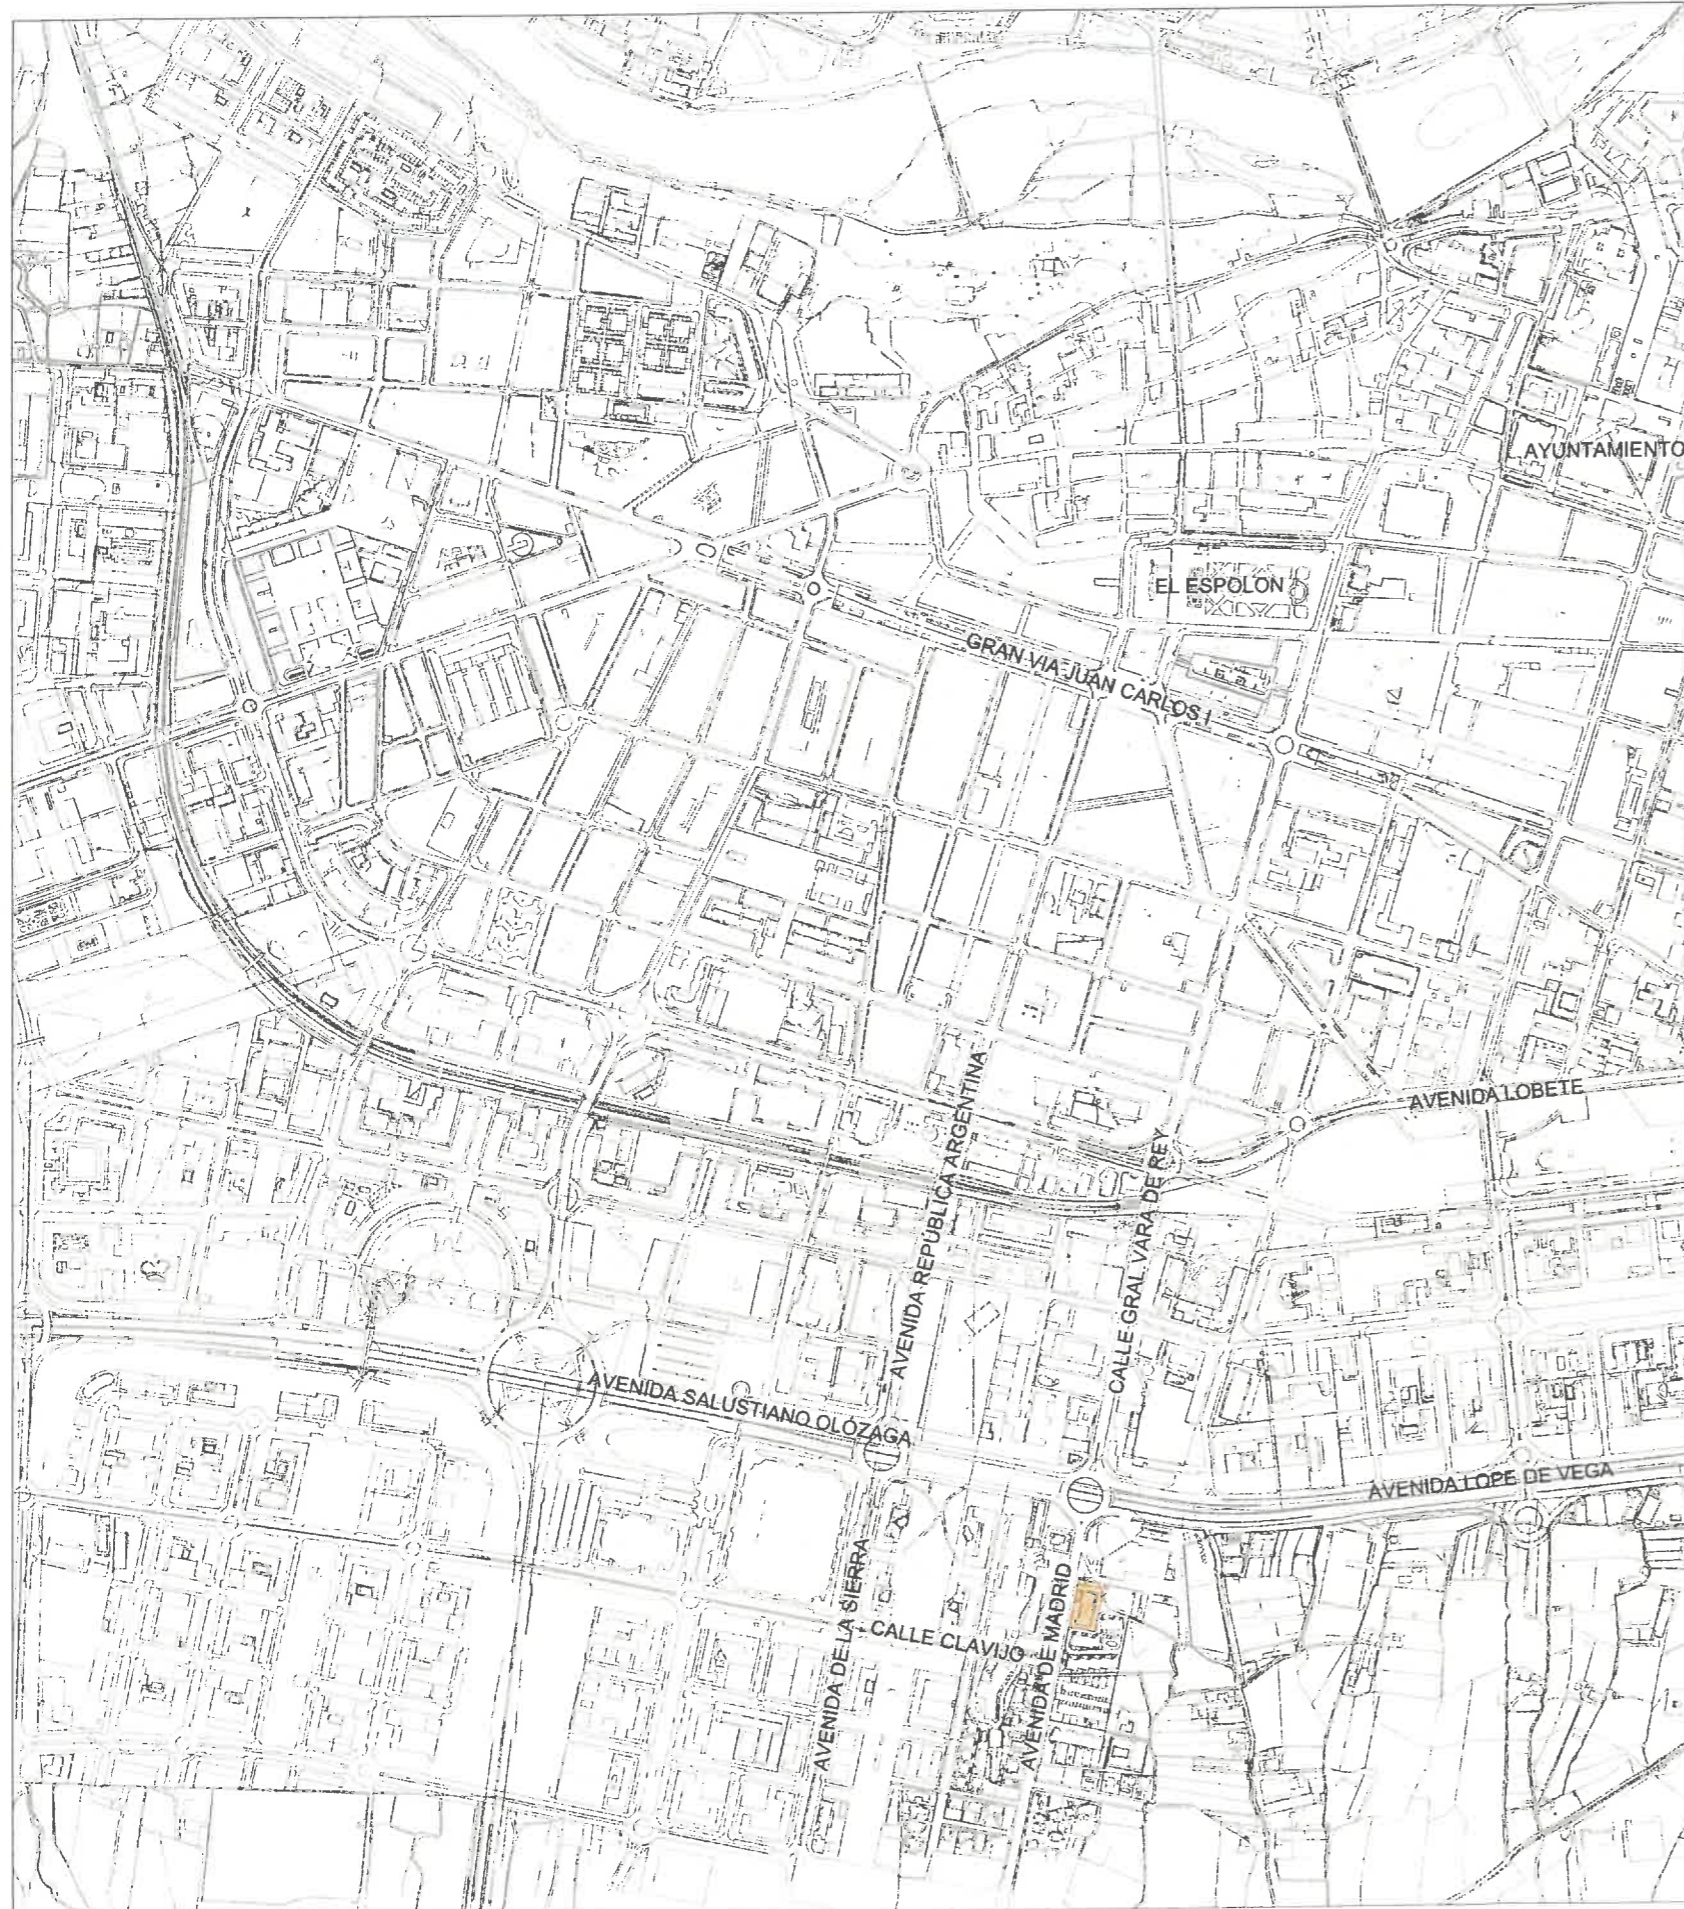 AYUNTAMIENTO
EL ESPOLON
GRAN VIA JUAN CARLOS I
AVENIDA LOBETE
AVENIDA REPUBLICA ARGENTINA
CALLE GRAL VARA DE REY
AVENIDA SALUSTIANO OLÓZAGA
AVENIDA LOPE DE VEGA
AVENIDA DE LA SIERRA
CALLE CLAVIJO
AVENIDA DE MADRID